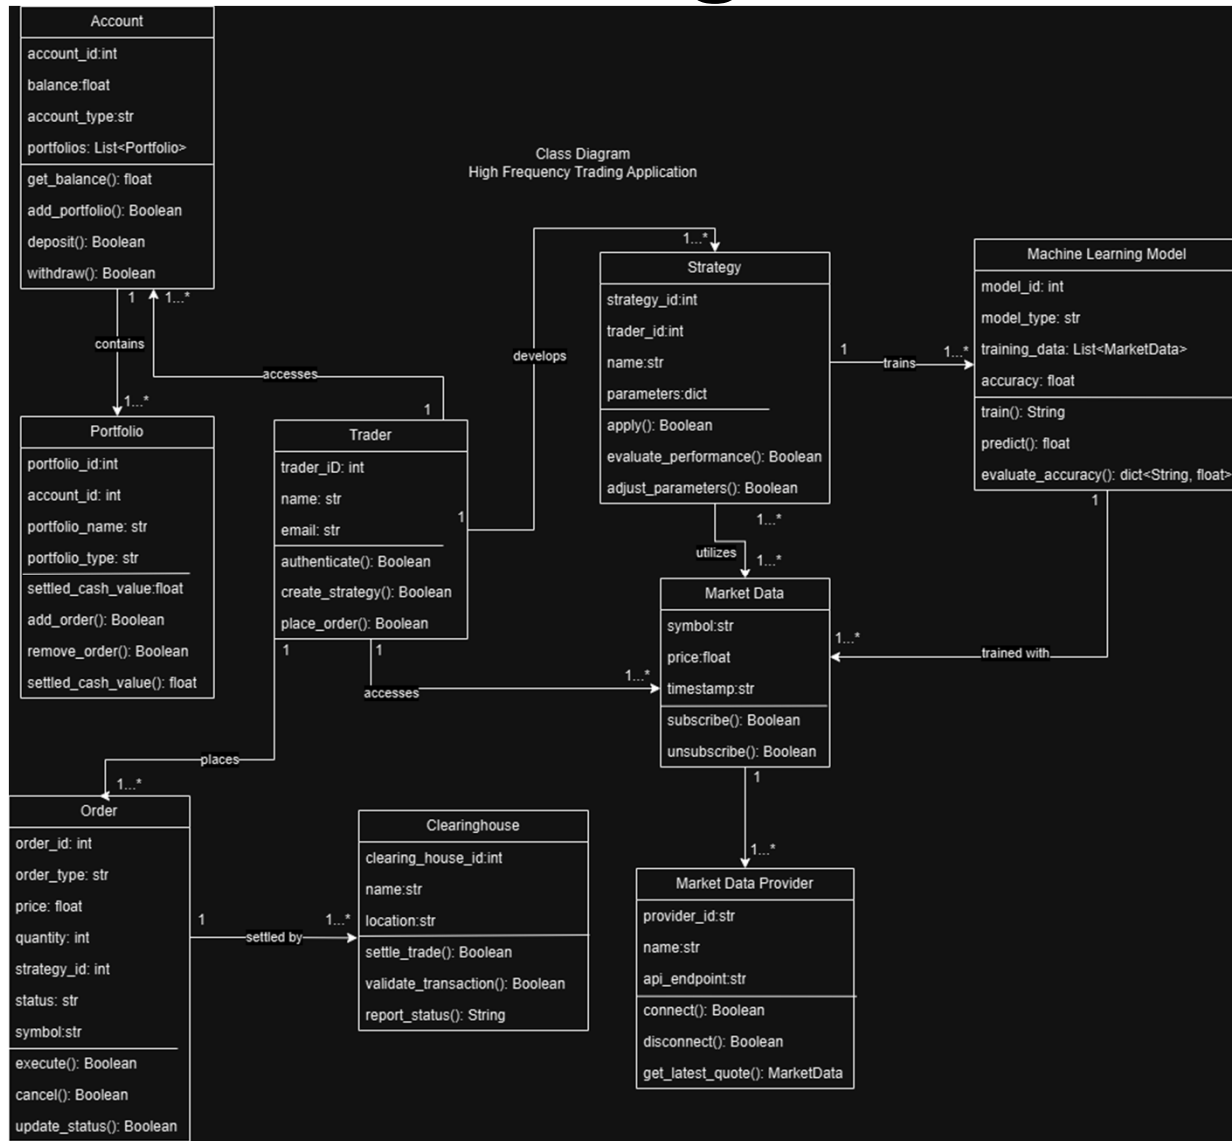 Account
account_id:int
balance:float
account_type:str
portfolios: List<Portfolio>
get_balance(): float
add_portfolio(): Boolean
deposit(): Boolean
withdraw(): Boolean
1
1...*
contains
1...*
accesses
1
Class Diagram
High Frequency Trading Application
Portfolio
portfolio_id:int
account_id: int
portfolio_name: str
portfolio_type: str
settled_cash_value:float
add_order(): Boolean
remove_order(): Boolean
settled_cash_value(): float
Trader
trader_iD: int
name: str
email: str
authenticate(): Boolean
create_strategy(): Boolean
place_order(): Boolean
1
develops
1...*
Strategy
strategy_id:int
trader_id:int
name:str
parameters:dict
apply(): Boolean
evaluate_performance(): Boolean
adjust_parameters(): Boolean
1
trains
1...*
Machine Learning Model
model_id: int
model_type: str
training_data: List<MarketData>
accuracy: float
train(): String
predict(): float
evaluate_accuracy(): dict<String, float>
1
1...*
utilizes
1...*
Market Data
symbol:str
price:float
timestamp:str
subscribe(): Boolean
unsubscribe(): Boolean
1...*
trained with
1
1
accesses
1...*
places
1...*
1
1...*
Order
order_id: int
order_type: str
price: float
quantity: int
strategy_id: int
status: str
symbol:str
execute(): Boolean
cancel(): Boolean
update_status(): Boolean
1
settled by
1...*
Clearinghouse
clearing_house_id:int
name:str
location:str
settle_trade(): Boolean
validate_transaction(): Boolean
report_status(): String
Market Data Provider
provider_id:str
name:str
api_endpoint:str
connect(): Boolean
disconnect(): Boolean
get_latest_quote(): MarketData